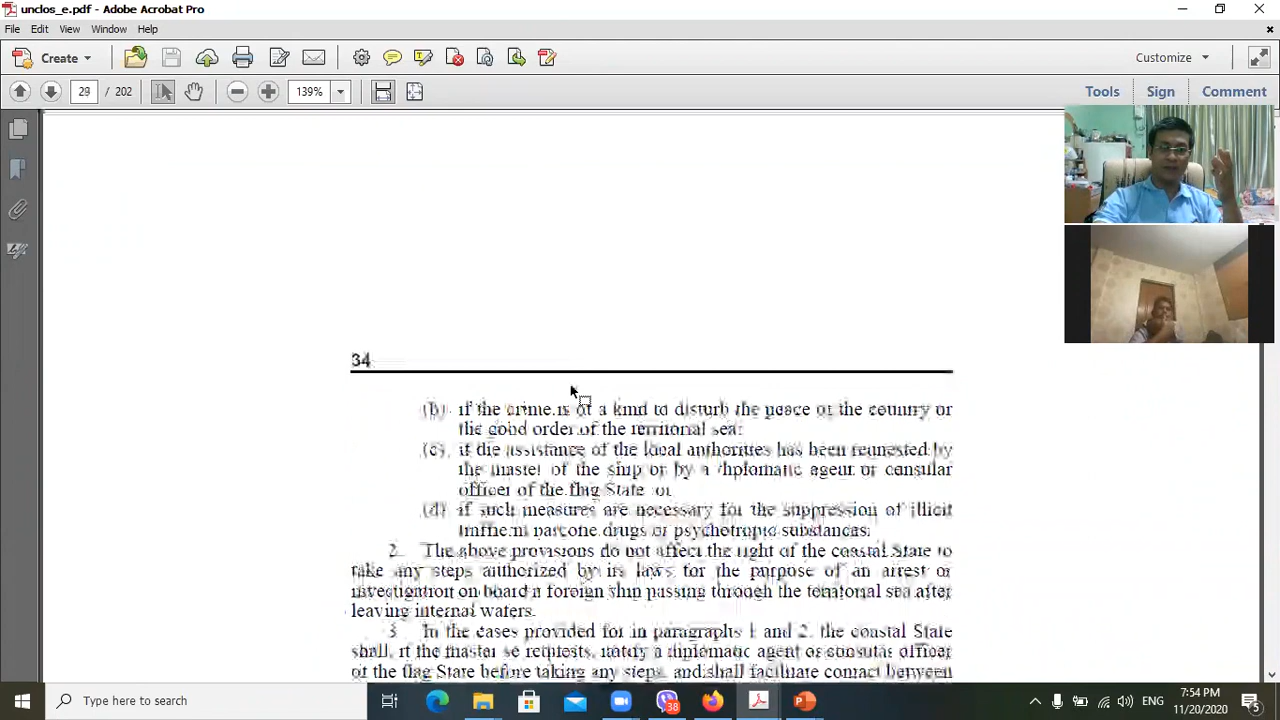 unclos_e.pdf - Adobe Acrobat Pro
File Edit View Window Help
Create Customize
29 / 202 139% Tools Sign Comment
34
(b) if the crime is of a kind to disturb the peace of the country or
the good order of the territorial sea;
(c) if the assistance of the local authorities has been requested by
the master of the ship or by a diplomatic agent or consular
officer of the flag State; or
(d) if such measures are necessary for the suppression of illicit
traffic in narcotic drugs or psychotropic substances.
2. The above provisions do not affect the right of the coastal State to
take any steps authorized by its laws for the purpose of an arrest or
investigation on board a foreign ship passing through the territorial sea after
leaving internal waters.
3. In the cases provided for in paragraphs 1 and 2, the coastal State
shall, if the master so requests, notify a diplomatic agent or consular officer
of the flag State before taking any steps, and shall facilitate contact between
Type here to search
38
ENG
7:54 PM
11/20/2020
5